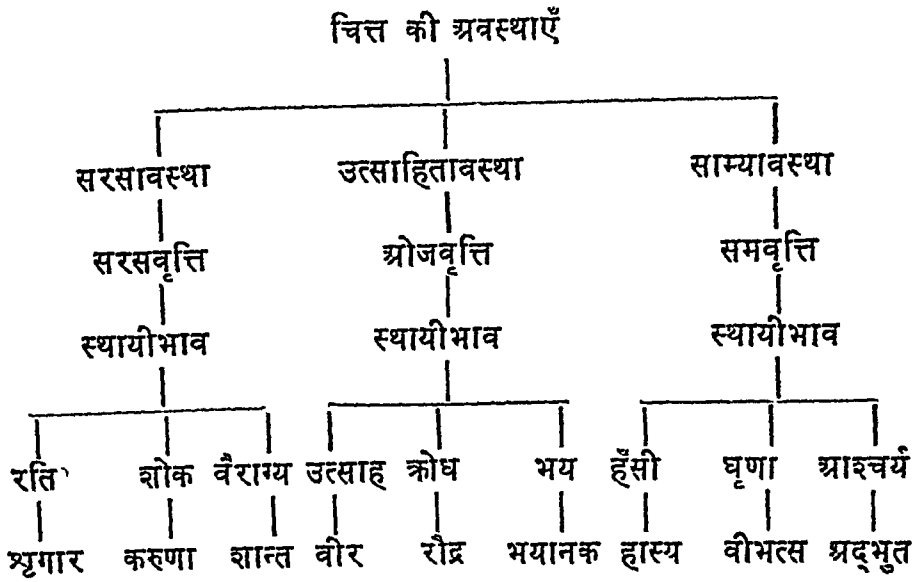 चित्त की अवस्थाएँ
सरसावस्था उत्साहितावस्था साम्यावस्था
सरसवृत्ति ओजवृत्ति समवृत्ति
स्थायीभाव स्थायीभाव स्थायीभाव
रति शोक वैराग्य उत्साह क्रोध भय हँसी घृणा आश्चर्य
शृगार करुणा शान्त वीर रौद्र भयानक हास्य वीभत्स अद्भुत